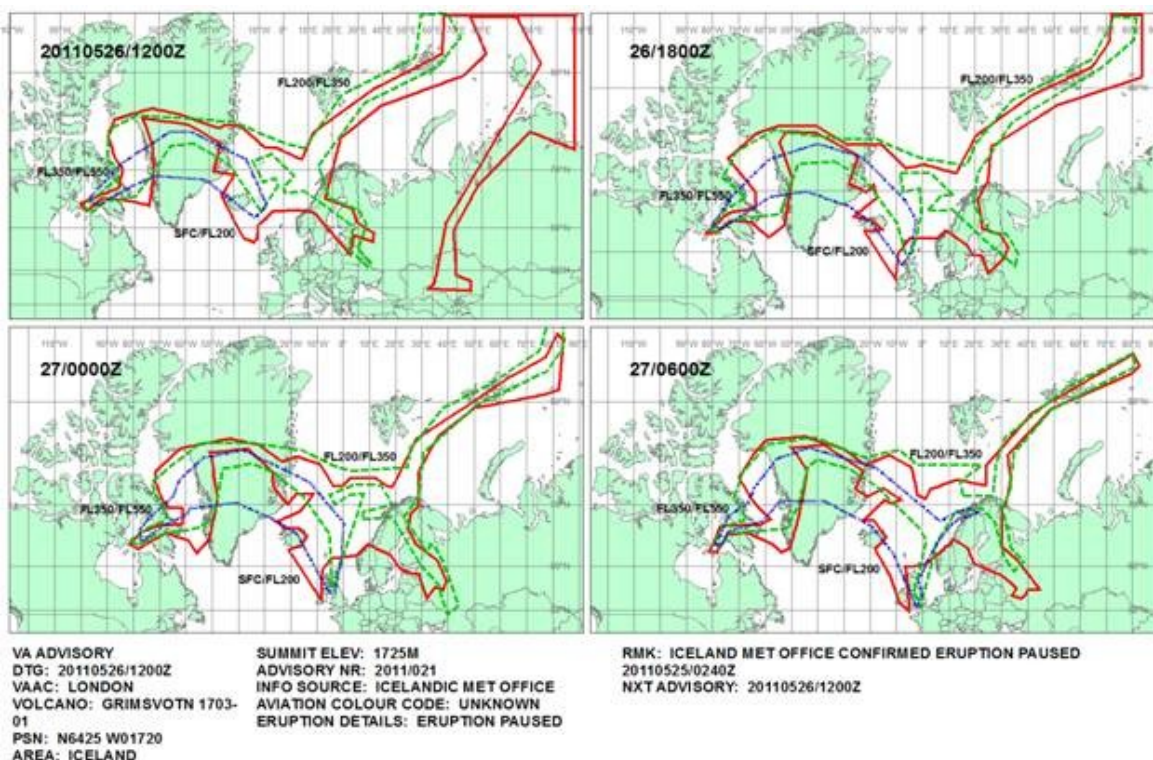 20110526/1200Z
FL200/FL350
FL350/FL550
SFC/FL200
26/1800Z
FL200/FL350
FL350/FL550
SFC/FL200
27/0000Z
FL200/FL350
FL350/FL550
SFC/FL200
27/0600Z
FL200/FL350
FL350/FL550
SFC/FL200
VA ADVISORY
DTG: 20110526/1200Z
VAAC: LONDON
VOLCANO: GRIMSVOTN 1703-
01
PSN: N6425 W01720
AREA: ICELAND
SUMMIT ELEV: 1725M
ADVISORY NR: 2011/021
INFO SOURCE: ICELANDIC MET OFFICE
AVIATION COLOUR CODE: UNKNOWN
ERUPTION DETAILS: ERUPTION PAUSED
RMK: ICELAND MET OFFICE CONFIRMED ERUPTION PAUSED
20110525/0240Z
NXT ADVISORY: 20110526/1200Z